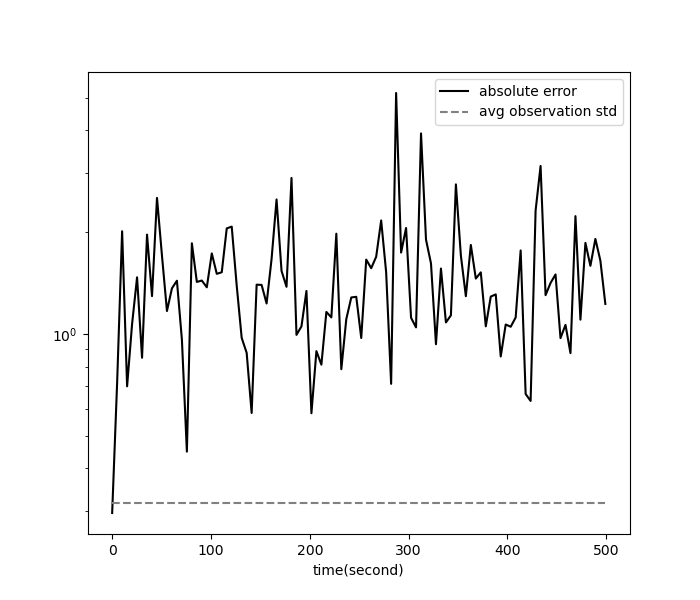 absolute error
avg observation std
10⁰
0 100 200 300 400 500
time(second)